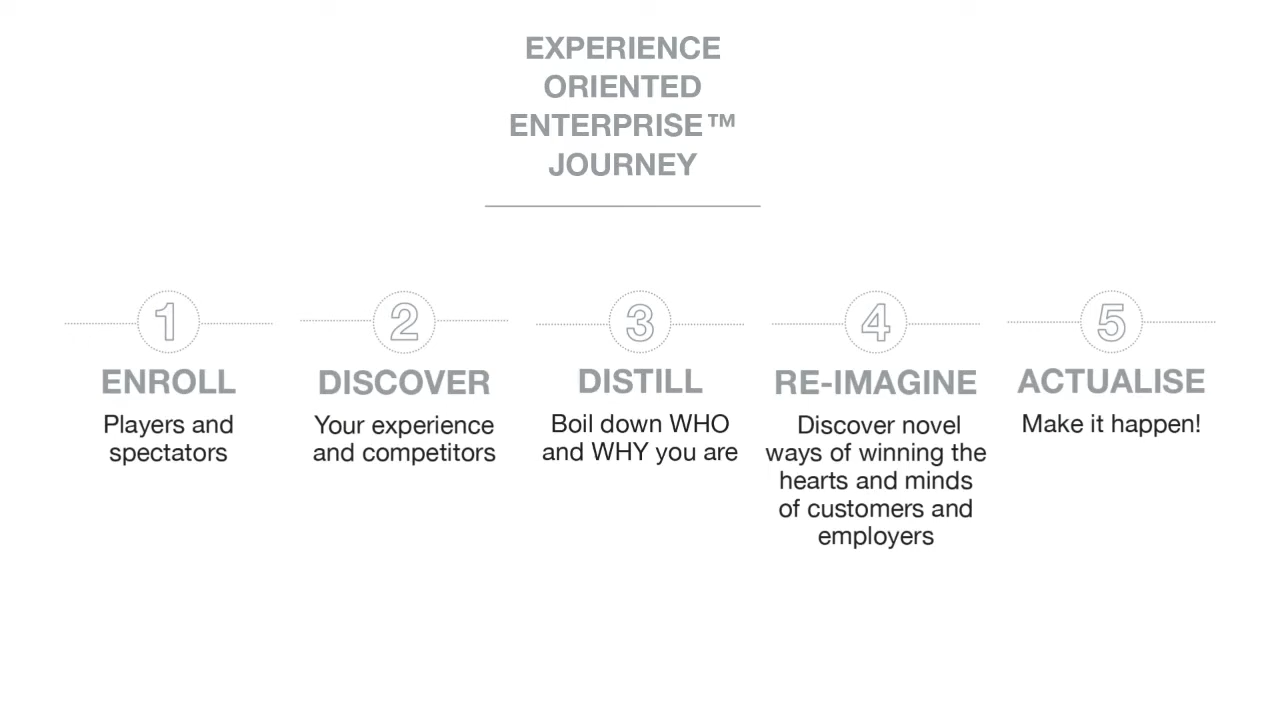 EXPERIENCE
ORIENTED
ENTERPRISE™
JOURNEY
1
ENROLL
Players and
spectators
2
DISCOVER
Your experience
and competitors
3
DISTILL
Boil down WHO
and WHY you are
4
RE-IMAGINE
Discover novel
ways of winning the
hearts and minds
of customers and
employers
5
ACTUALISE
Make it happen!